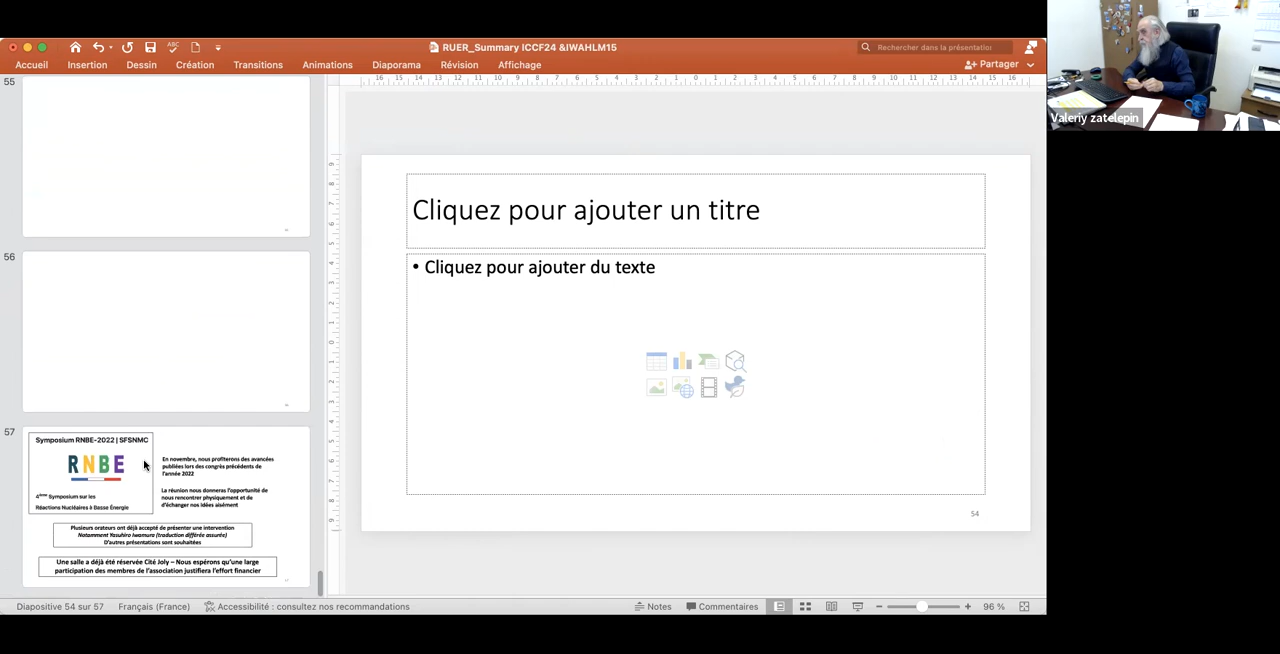 RUER_Summary ICCF24 &IWAHLM15
Rechercher dans la présentation
Accueil
Insertion
Dessin
Création
Transitions
Animations
Diaporama
Révision
Affichage
Partager
Valeriy zatelepin
55
56
57
Symposium RNBE-2022 | SFSNMC
RNBE
4ème Symposium sur les
Réactions Nucléaires à Basse Énergie
En novembre, nous profiterons des avancées
publiées lors des congrès précédents de
l'année 2022
La réunion nous donneras l'opportunité de
nous rencontrer physiquement et de
d'échanger nos idées aisément
Plusieurs orateurs ont déjà accepté de présenter une intervention
Notamment Yasuhiro Iwamura (traduction différée assurée)
D'autres présentations sont souhaitées
Une salle a déjà été réservée Cité Joly – Nous espérons qu'une large
participation des membres de l'association justifiera l'effort financier
Cliquez pour ajouter un titre
• Cliquez pour ajouter du texte
54
Diapositive 54 sur 57
Français (France)
Accessibilité : consultez nos recommandations
Notes
Commentaires
96 %